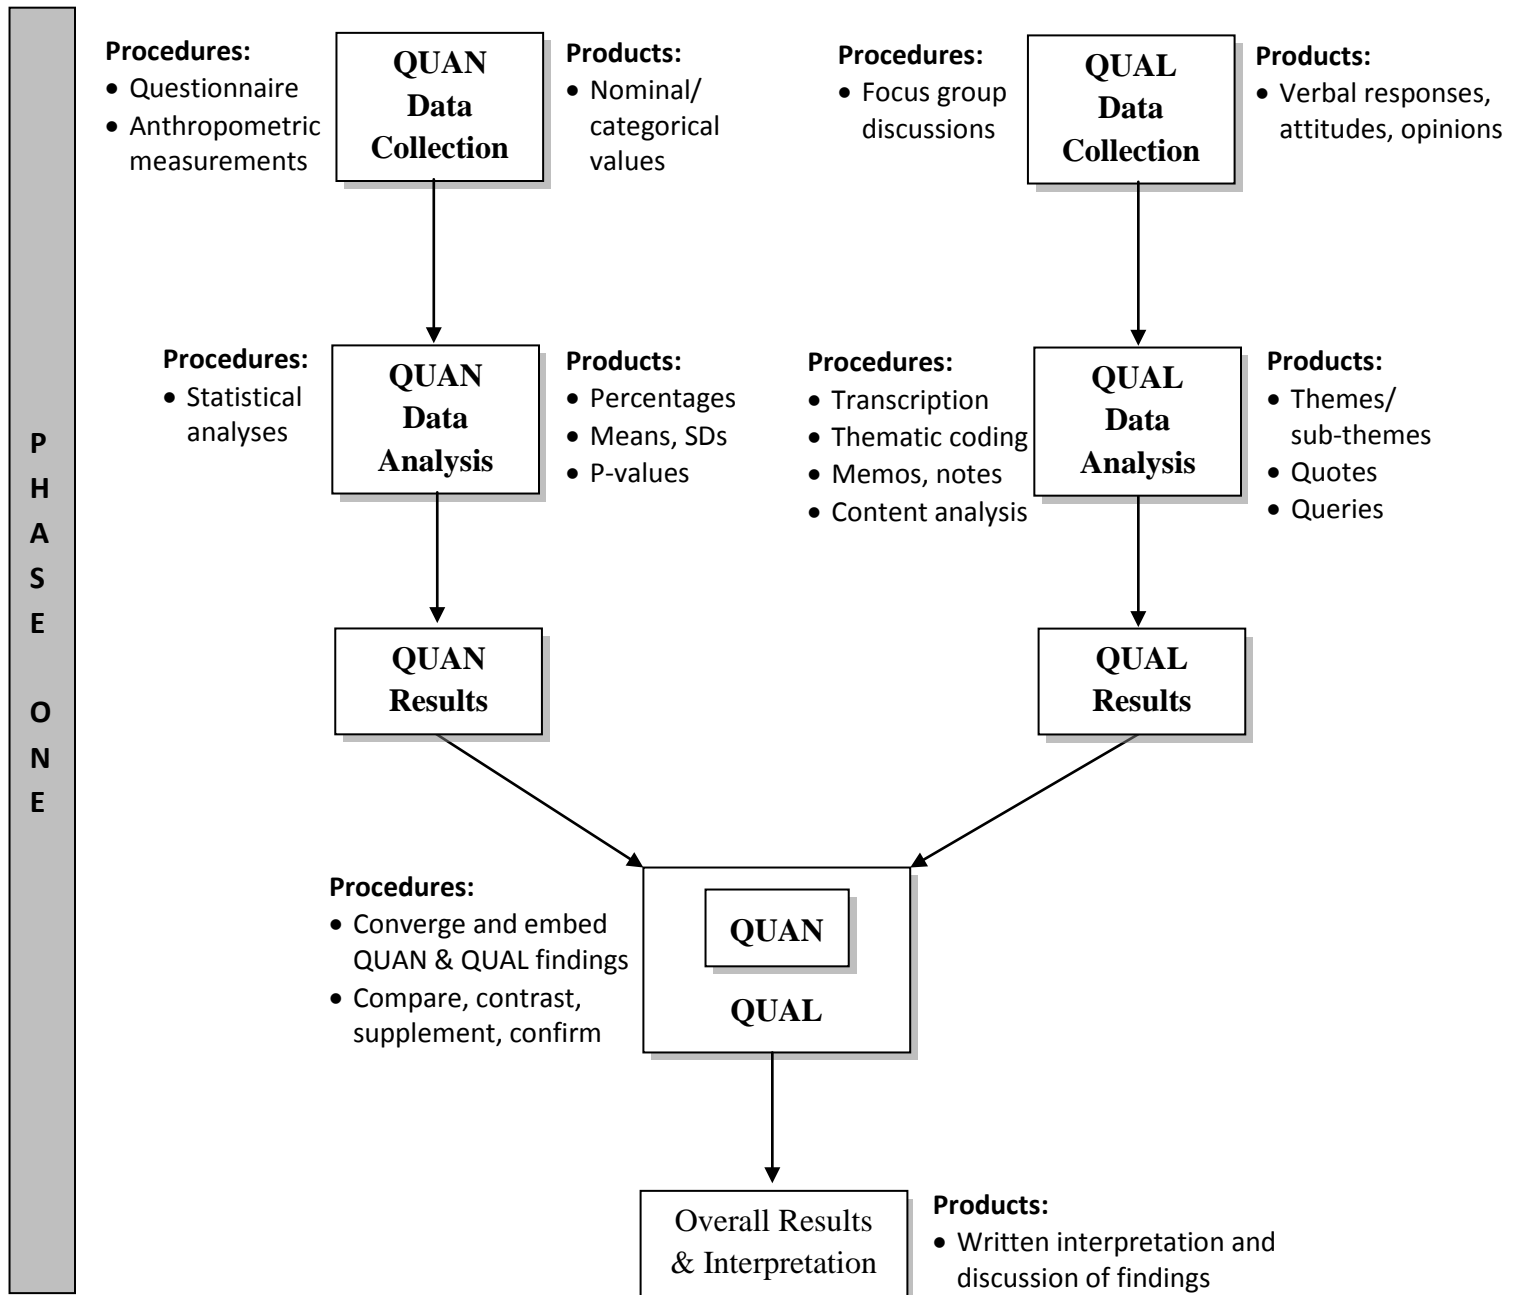 PHASE ONE
Procedures:
• Questionnaire
• Anthropometric
measurements
QUAN
Data
Collection
Products:
• Nominal/
categorical
values
Procedures:
• Focus group
discussions
QUAL
Data
Collection
Products:
• Verbal responses,
attitudes, opinions
Procedures:
• Statistical
analyses
QUAN
Data
Analysis
Products:
• Percentages
• Means, SDs
• P-values
Procedures:
• Transcription
• Thematic coding
• Memos, notes
• Content analysis
QUAL
Data
Analysis
Products:
• Themes/
sub-themes
• Quotes
• Queries
QUAN
Results
QUAL
Results
Procedures:
• Converge and embed
QUAN & QUAL findings
• Compare, contrast,
supplement, confirm
QUAN
QUAL
Overall Results
& Interpretation
Products:
• Written interpretation and
discussion of findings